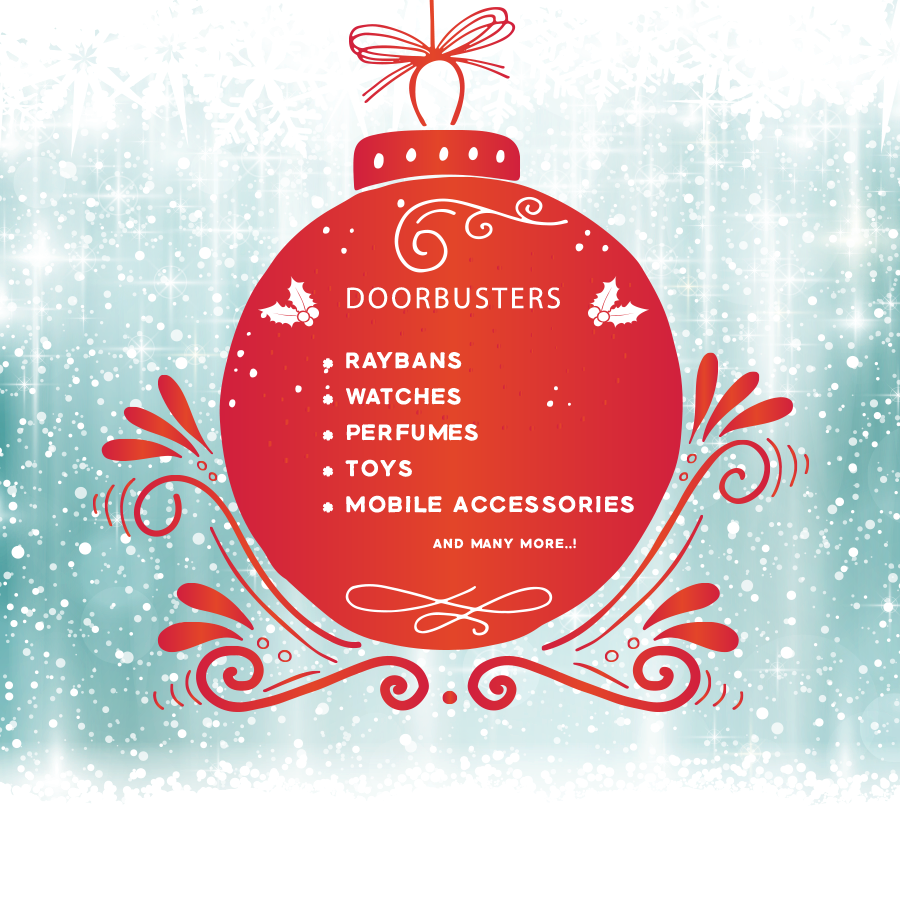 DOORBUSTERS
RAYBANS
WATCHES
PERFUMES
TOYS
MOBILE ACCESSORIES
AND MANY MORE..!